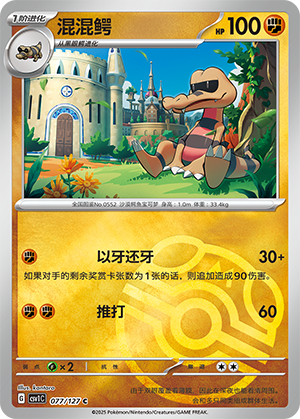 1阶进化
混混鳄
HP 100
从黑眼鳄进化
全国图鉴No.0552 沙漠鳄鱼宝可梦 身高：1.0m 体重：33.4kg
以牙还牙 30+
如果对手的剩余奖赏卡张数为1张的话，则追加造成90伤害。
推打 60
Illus. kantaro
弱点 ×2 抵抗力 撤退
G CSV1C 077/127 C
©2025 Pokémon/Nintendo/Creatures/GAME FREAK.